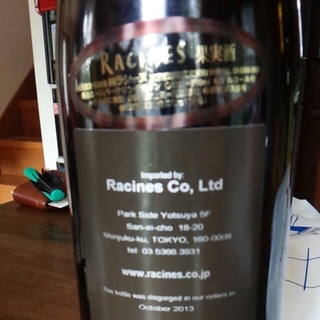 RACINES 果実酒
Imported by:
Racines Co, Ltd
Park Side Yotsuya 5F
San-ei-cho 18-20
Shinjuku-ku, TOKYO, 160-0008
tel: 03 5366 3931
www.racines.co.jp
This bottle was disgorged in our cellars in
October 2013